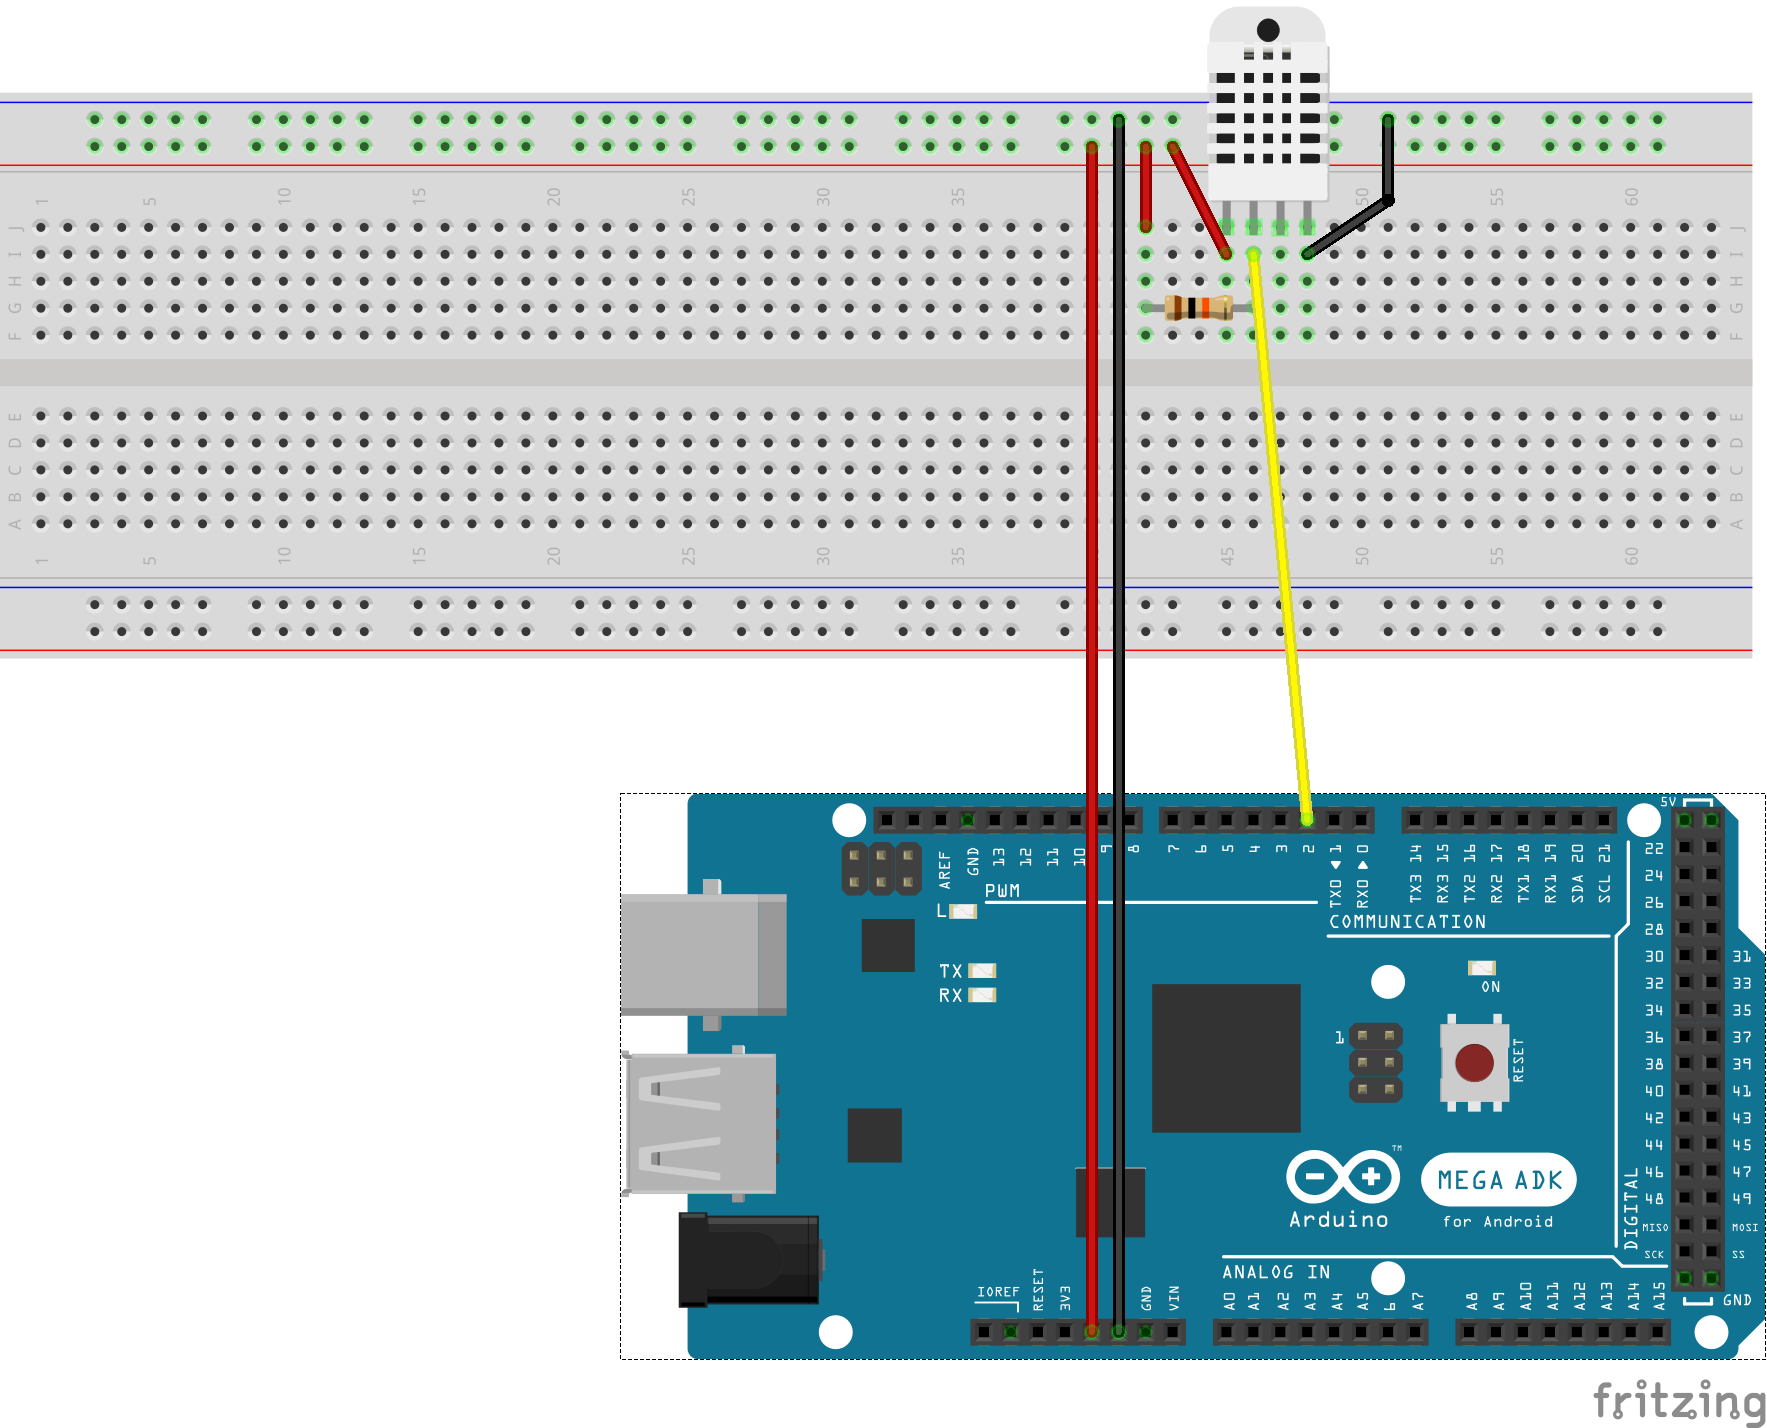 1 5 10 15 20 25 30 35 50 55 60
J J
I I
H H
G G
F F
E E
D D
C C
B B
A A
1 5 10 15 20 25 30 35 45 50 55 60
5V
AREF GND 13 12 11 10 9 8 7 6 5 4 3 2 TX0 1 RX0 0 TX3 14 RX3 15 TX2 16 RX2 17 TX1 18 RX1 19 SDA 20 SCL 21
22
24
26
28
30 31
32 33
34 35
36 37
38 39
40 41
42 43
44 45
46 47
48 49
MISO MOSI
SCK SS
GND
PWM
L
COMMUNICATION
TX
RX
ON
1
RESET
TM
MEGA ADK
Arduino
for Android
DIGITAL
ANALOG IN
IOREF RESET 3V3 GND VIN A0 A1 A2 A3 A4 A5 6 A7 A8 A9 A10 A11 A12 A13 A14 A15
fritzing